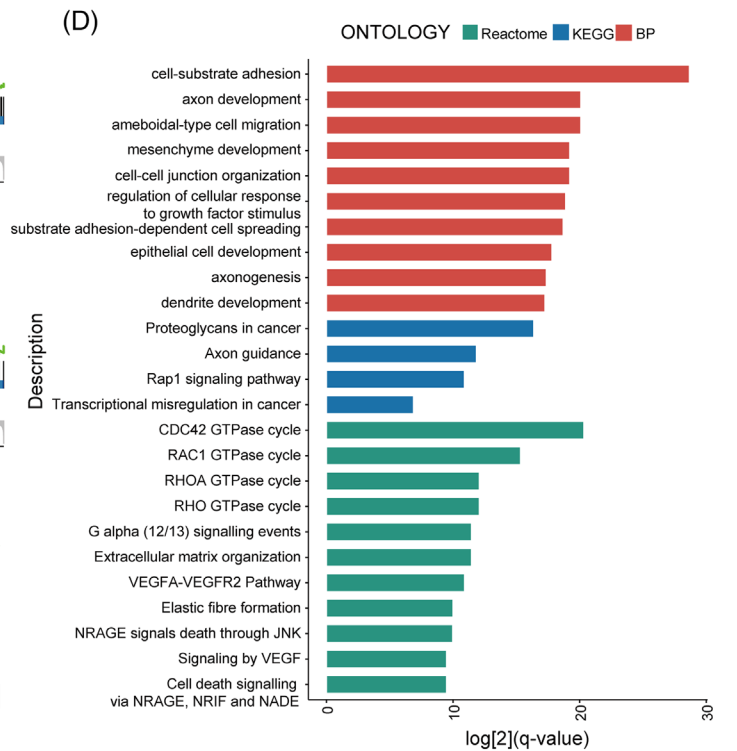 (D)
ONTOLOGY Reactome KEGG BP
cell-substrate adhesion
axon development
ameboidal-type cell migration
mesenchyme development
cell-cell junction organization
regulation of cellular response
to growth factor stimulus
substrate adhesion-dependent cell spreading
epithelial cell development
axonogenesis
dendrite development
Proteoglycans in cancer
Axon guidance
Rap1 signaling pathway
Transcriptional misregulation in cancer
CDC42 GTPase cycle
RAC1 GTPase cycle
RHOA GTPase cycle
RHO GTPase cycle
G alpha (12/13) signalling events
Extracellular matrix organization
VEGFA-VEGFR2 Pathway
Elastic fibre formation
NRAGE signals death through JNK
Signaling by VEGF
Cell death signalling
via NRAGE, NRIF and NADE
Description
0 10 20 30
log[2](q-value)